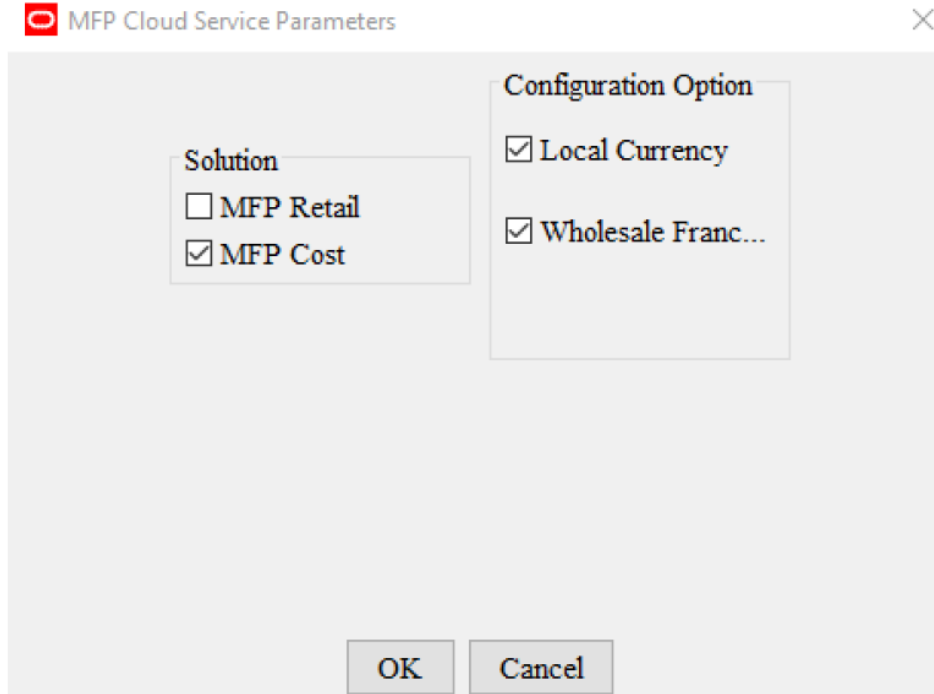 MFP Cloud Service Parameters
Solution
MFP Retail
MFP Cost
Configuration Option
Local Currency
Wholesale Franc...
OK
Cancel